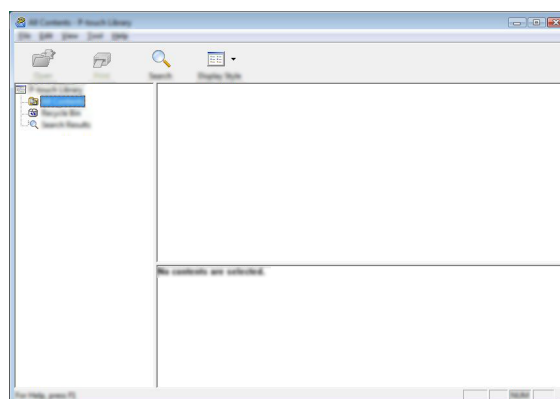 All Contents - P-touch Library
File Edit View Tool Help
Open Print Search Display Style
P-touch Library
All Contents
Recycle Bin
Search Results
No contents are selected.
For Help, press F1
NUM